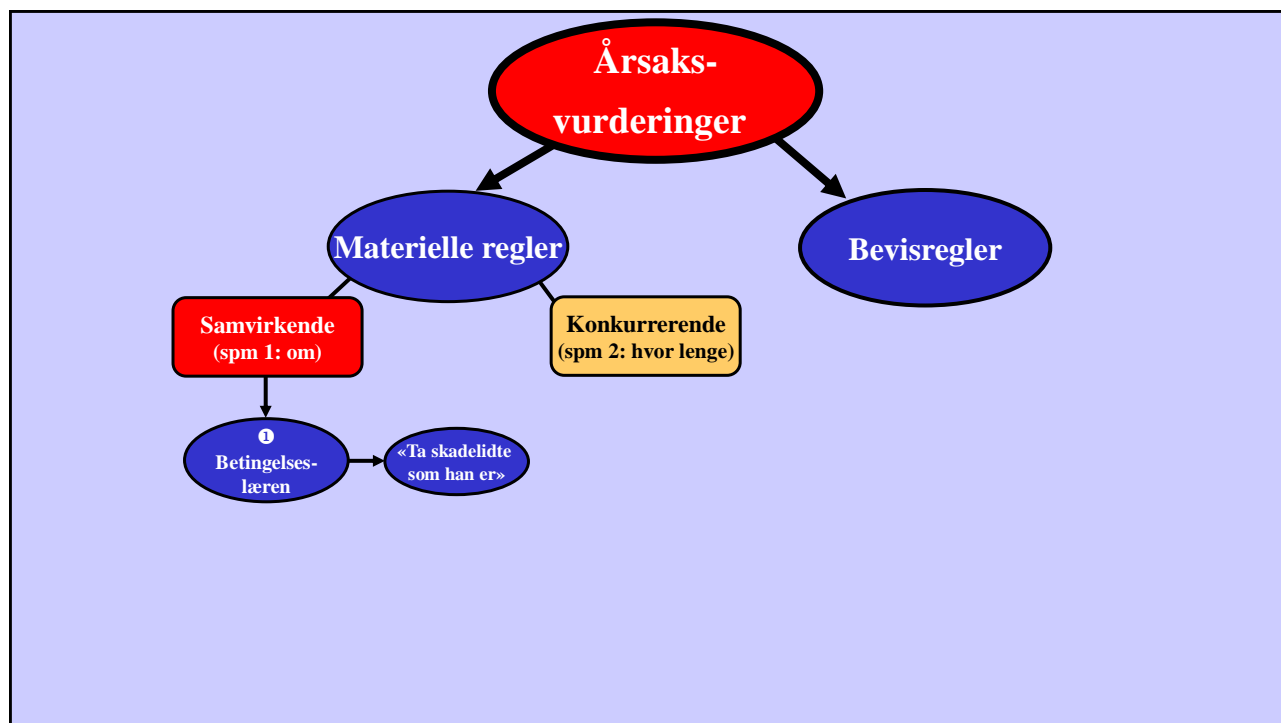 Årsaks-
vurderinger
Materielle regler
Bevisregler
Samvirkende
(spm 1: om)
Konkurrerende
(spm 2: hvor lenge)
❶
Betingelses-
læren
«Ta skadelidte
som han er»